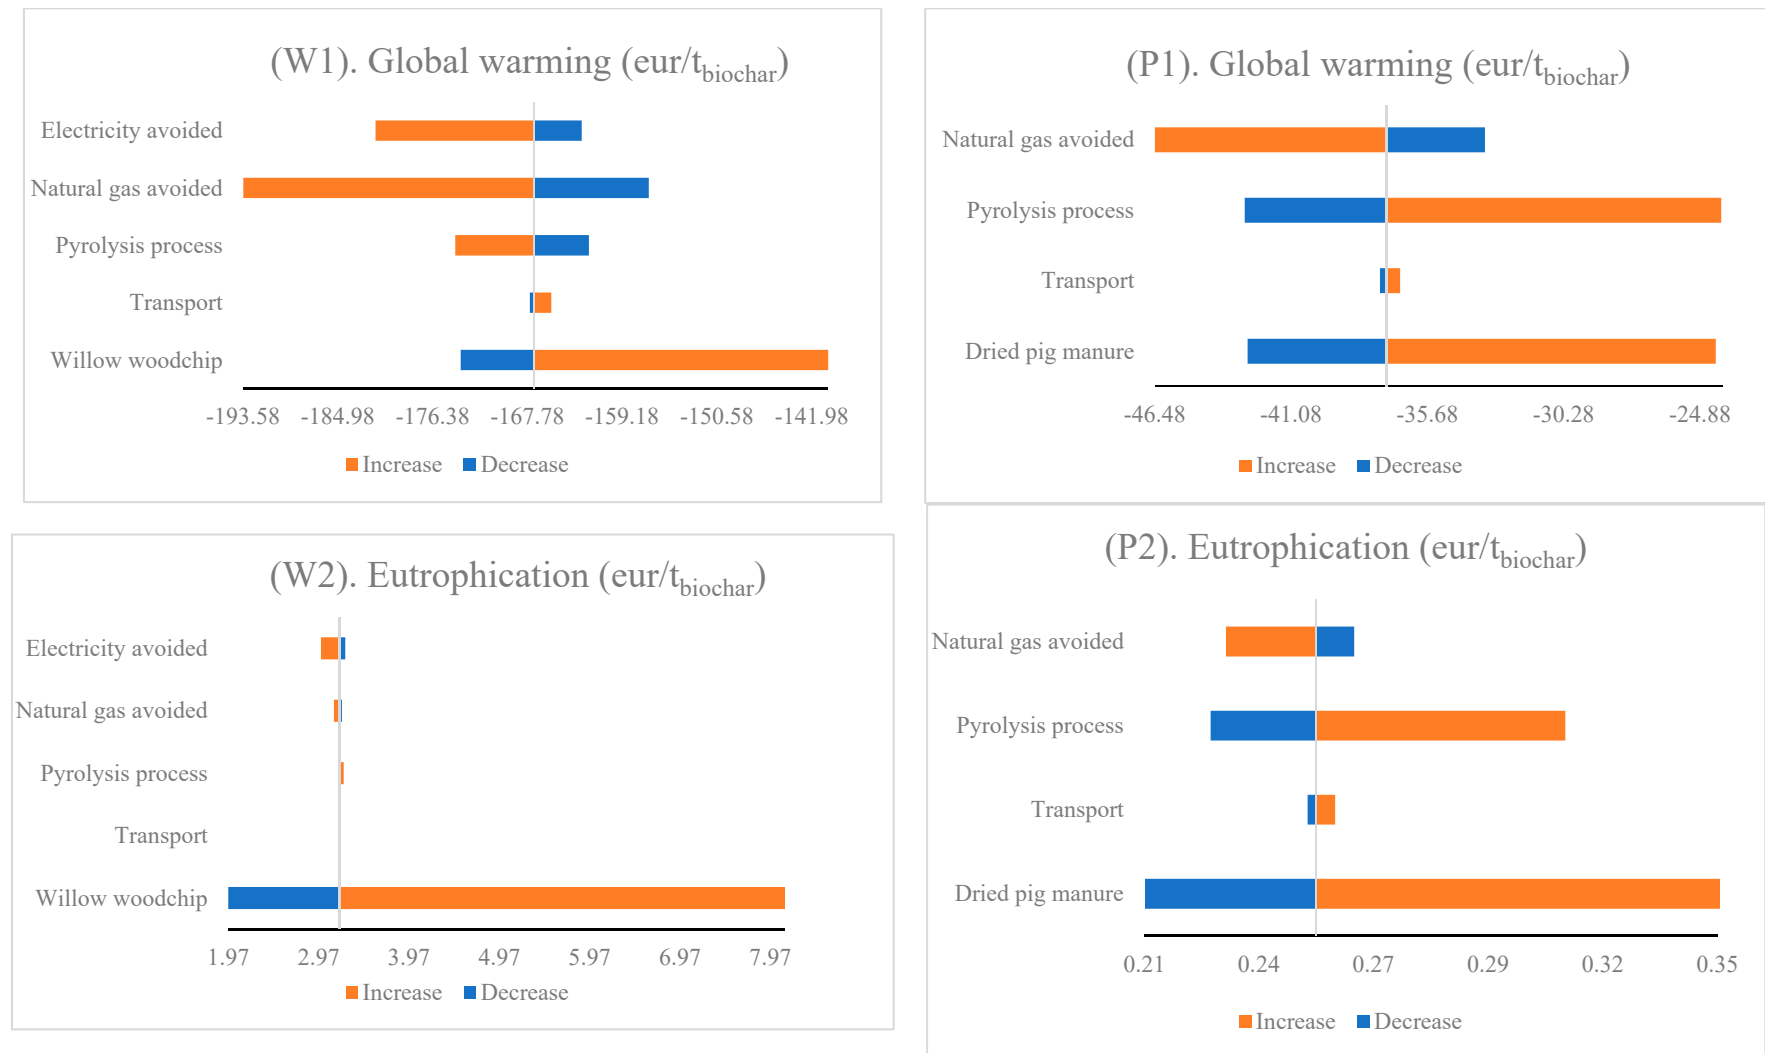 (W1). Global warming (eur/t_biochar)
Electricity avoided
Natural gas avoided
Pyrolysis process
Transport
Willow woodchip
-193.58 -184.98 -176.38 -167.78 -159.18 -150.58 -141.98
Increase Decrease
(P1). Global warming (eur/t_biochar)
Natural gas avoided
Pyrolysis process
Transport
Dried pig manure
-46.48 -41.08 -35.68 -30.28 -24.88
Increase Decrease
(W2). Eutrophication (eur/t_biochar)
Electricity avoided
Natural gas avoided
Pyrolysis process
Transport
Willow woodchip
1.97 2.97 3.97 4.97 5.97 6.97 7.97
Increase Decrease
(P2). Eutrophication (eur/t_biochar)
Natural gas avoided
Pyrolysis process
Transport
Dried pig manure
0.21 0.24 0.27 0.29 0.32 0.35
Increase Decrease